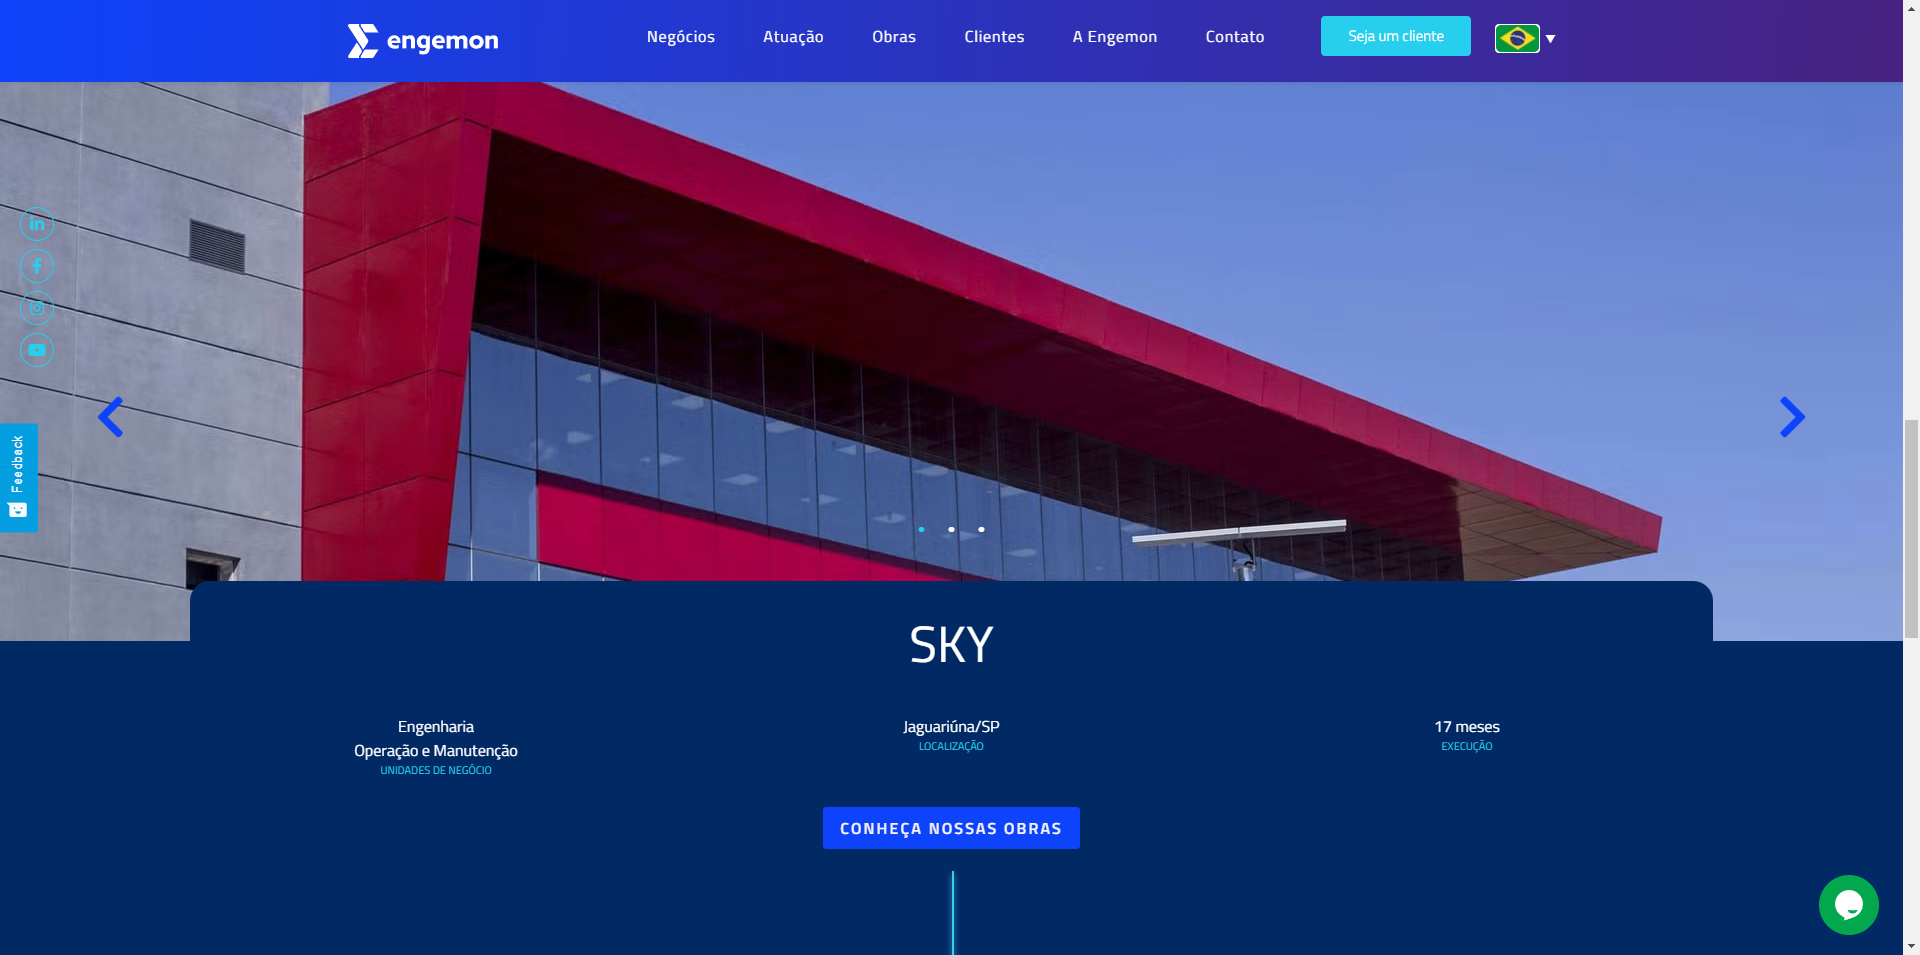 engemon
Negócios
Atuação
Obras
Clientes
A Engemon
Contato
Seja um cliente
Feedback
SKY
Engenharia
Operação e Manutenção
UNIDADES DE NEGÓCIO
Jaguariúna/SP
LOCALIZAÇÃO
17 meses
EXECUÇÃO
CONHEÇA NOSSAS OBRAS